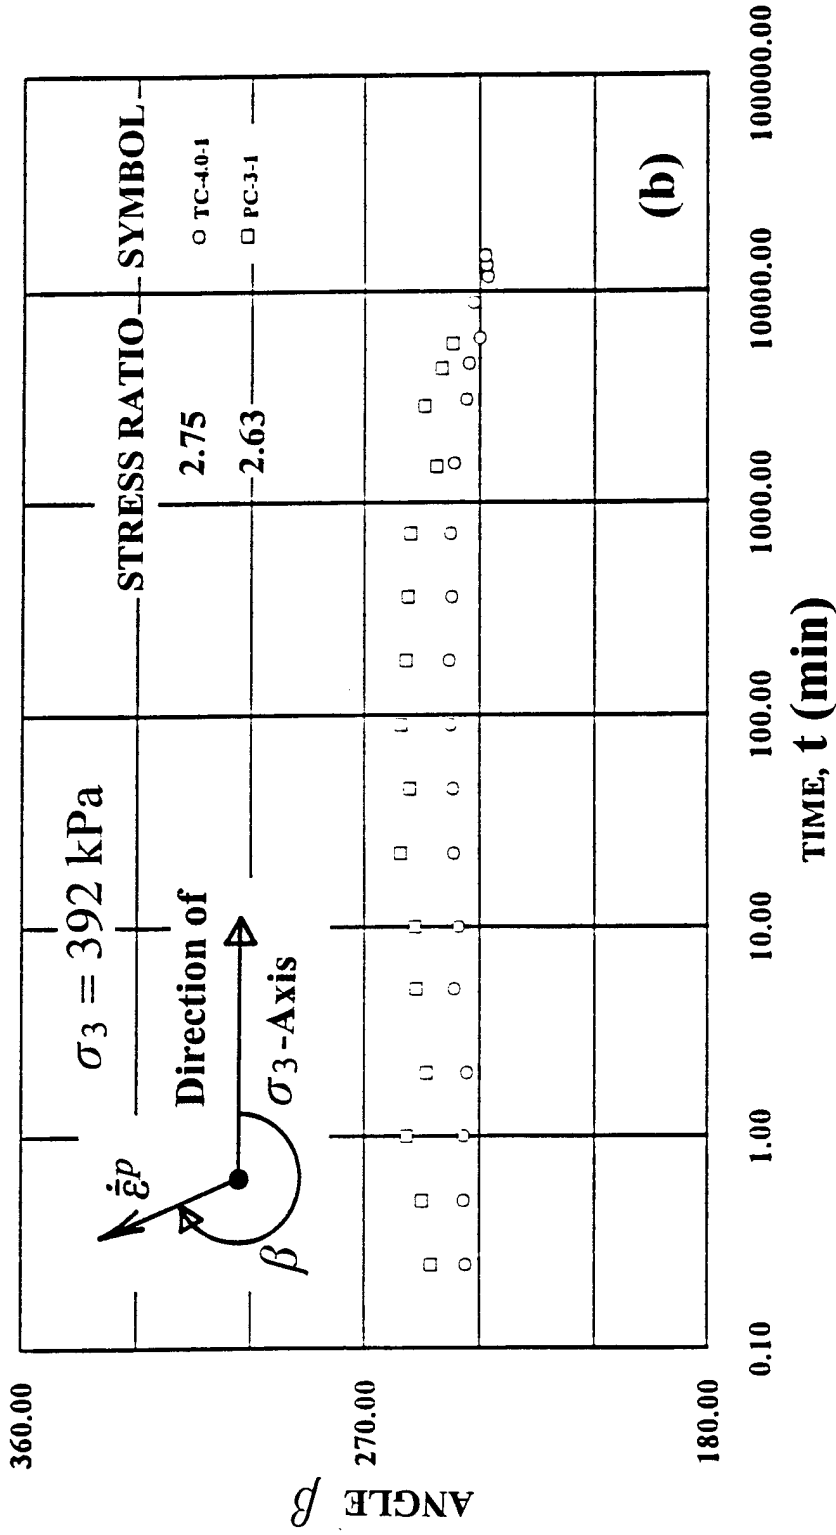 360.00
270.00
180.00
ANGLE β
σ3 = 392 kPa
STRESS RATIO SYMBOL
2.75 ○ TC-4.0-1
2.63 □ PC-3-1
Direction of
σ3-Axis
ε̇p
β
(b)
0.10 1.00 10.00 100.00 1000.00 10000.00 100000.00
TIME, t (min)